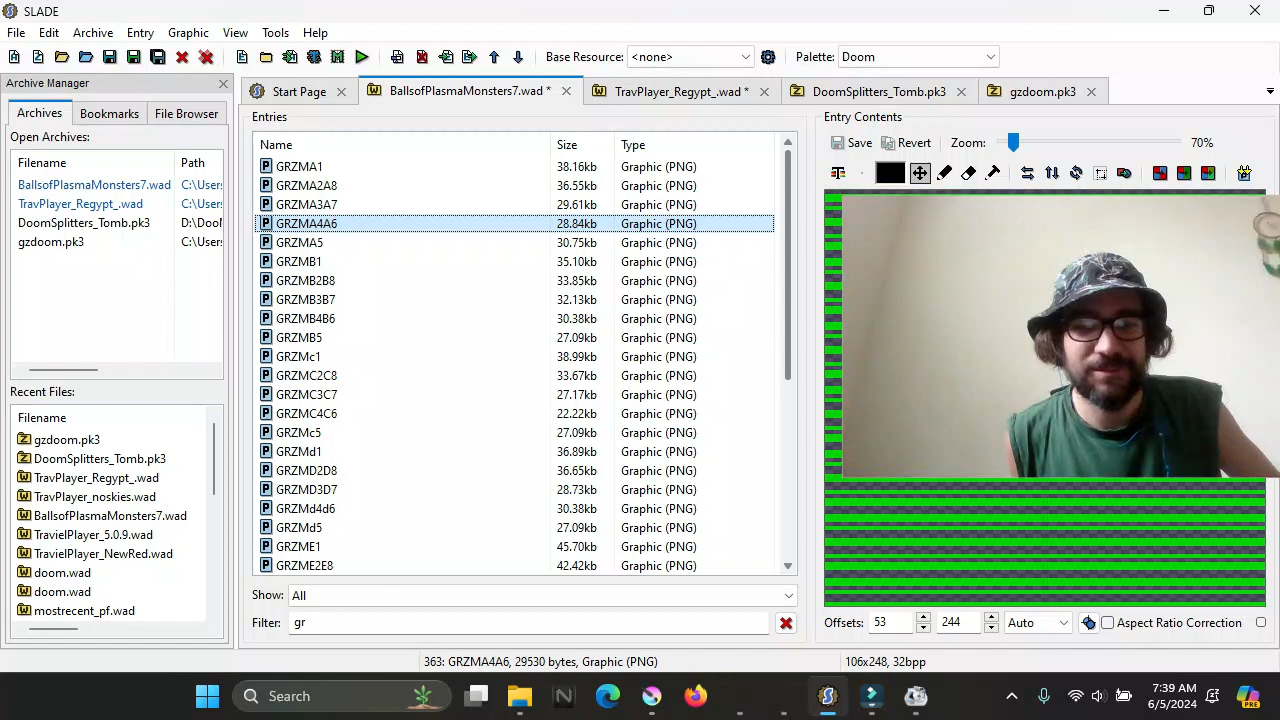 SLADE
File Edit Archive Entry Graphic View Tools Help
Base Resource: <none> Palette: Doom
Archive Manager
Archives Bookmarks File Browser
Open Archives:
Filename Path
BallsofPlasmaMonsters7.wad C:\Users
TravPlayer_Regypt_.wad C:\Users
DoomSplitters_Tomb.pk3 D:\Doo
gzdoom.pk3 C:\Users
Recent Files:
Filename
gzdoom.pk3
DoomSplitters_Tomb.pk3
TravPlayer_Regypt_.wad
TravPlayer_noskies.wad
BallsofPlasmaMonsters7.wad
TravielPlayer_5.0.9.wad
TravielPlayer_NewRed.wad
doom.wad
doom.wad
mostrecent_pf.wad
Start Page BallsofPlasmaMonsters7.wad * TravPlayer_Regypt_.wad * DoomSplitters_Tomb.pk3 gzdoom.pk3
Entries
Name Size Type
GRZMA1 38.16kb Graphic (PNG)
GRZMA2A8 36.55kb Graphic (PNG)
GRZMA3A7 29.61kb Graphic (PNG)
GRZMA4A6 28.84kb Graphic (PNG)
GRZMA5 30.75kb Graphic (PNG)
GRZMB1 35.10kb Graphic (PNG)
GRZMB2B8 33.85kb Graphic (PNG)
GRZMB3B7 32.13kb Graphic (PNG)
GRZMB4B6 30.38kb Graphic (PNG)
GRZMB5 27.09kb Graphic (PNG)
GRZMc1 38.99kb Graphic (PNG)
GRZMC2C8 33.67kb Graphic (PNG)
GRZMC3C7 27.17kb Graphic (PNG)
GRZMC4C6 22.22kb Graphic (PNG)
GRZMc5 27.09kb Graphic (PNG)
GRZMd1 36.89kb Graphic (PNG)
GRZMD2D8 36.65kb Graphic (PNG)
GRZMD3D7 28.73kb Graphic (PNG)
GRZMd4d6 30.38kb Graphic (PNG)
GRZMd5 27.09kb Graphic (PNG)
GRZME1 45.70kb Graphic (PNG)
GRZME2E8 42.42kb Graphic (PNG)
Show: All
Filter: gr
Entry Contents
Save Revert Zoom: 70%
Offsets: 53 244 Auto Aspect Ratio Correction
363: GRZMA4A6, 29530 bytes, Graphic (PNG) 106x248, 32bpp
Search
7:39 AM
6/5/2024
PRE